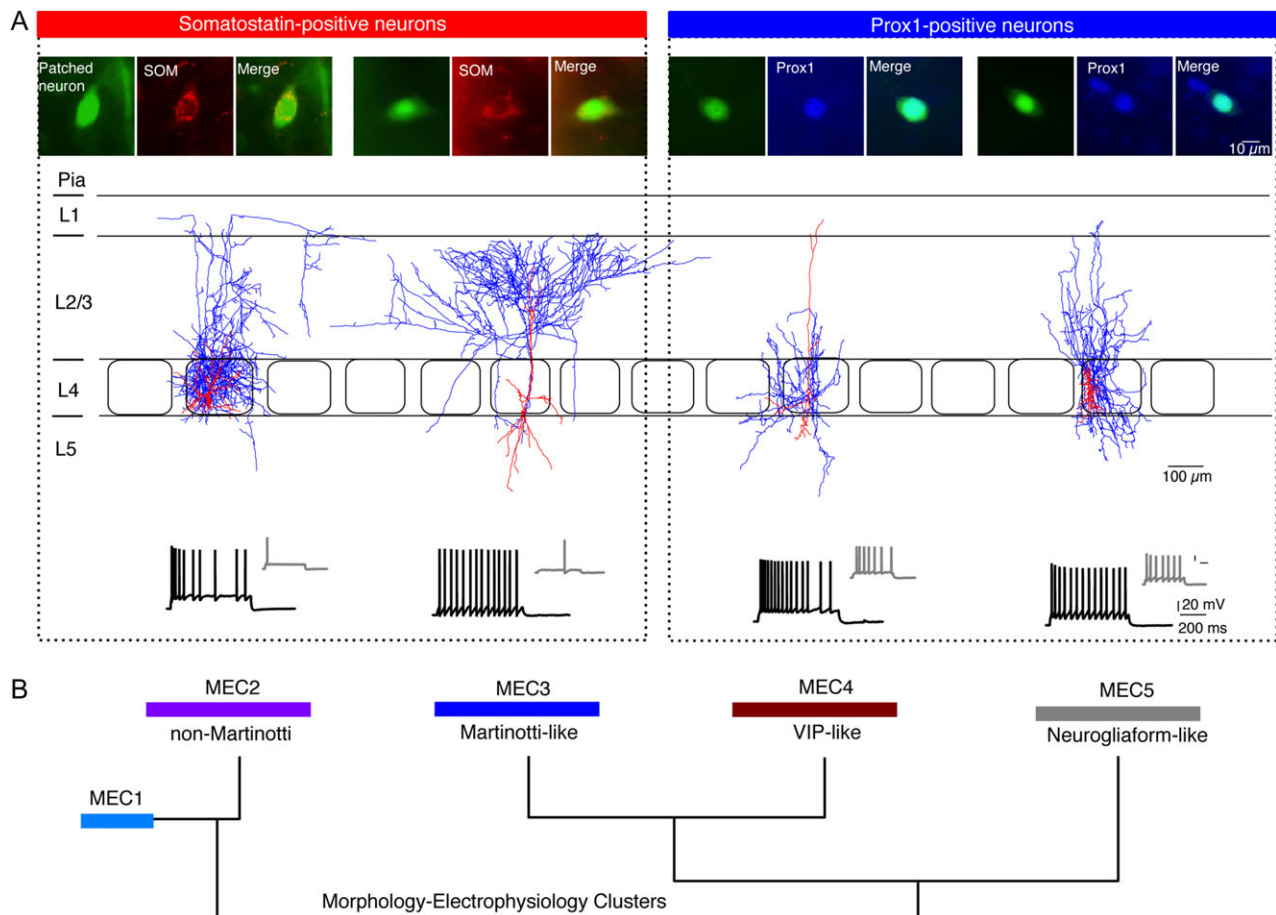 A
Somatostatin-positive neurons
Prox1-positive neurons
Patched neuron
SOM
Merge
SOM
Merge
Prox1
Merge
Prox1
Merge
10 µm
Pia
L1
L2/3
L4
L5
100 µm
20 mV
200 ms
B
MEC2
non-Martinotti
MEC3
Martinotti-like
MEC4
VIP-like
MEC5
Neurogliaform-like
MEC1
Morphology-Electrophysiology Clusters